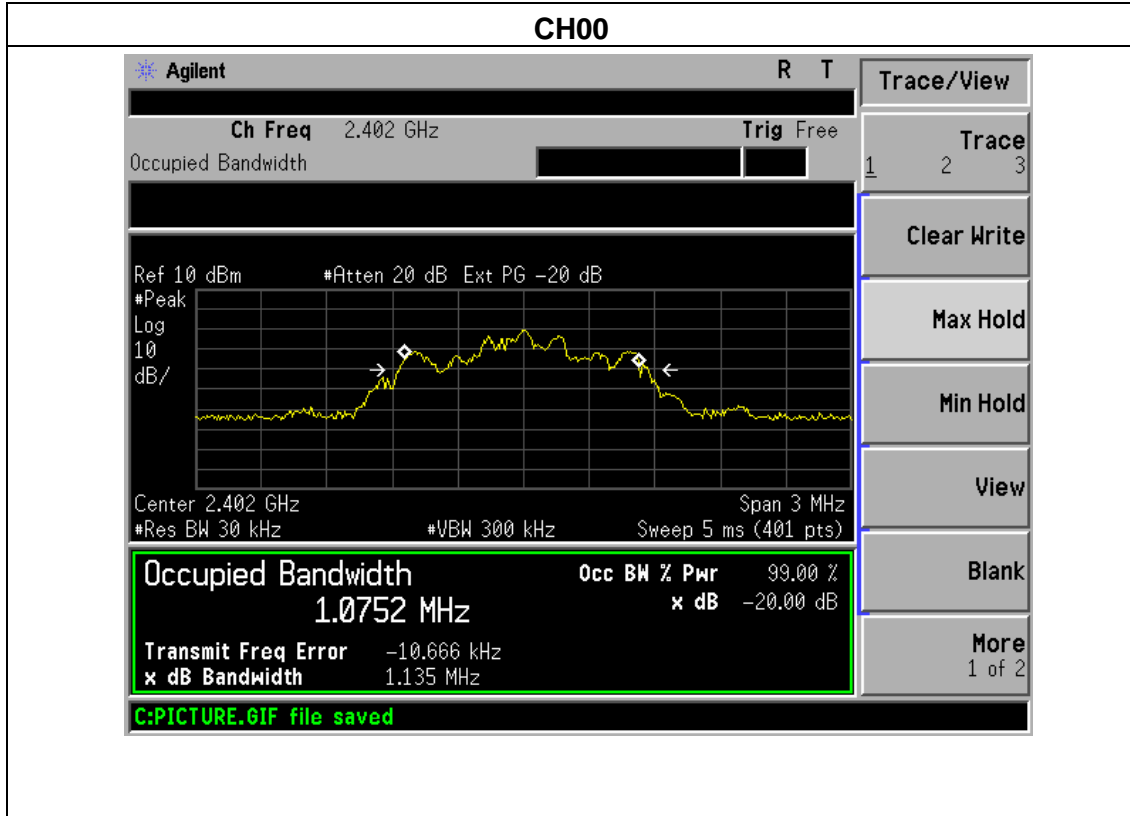 CH00
Agilent R T
Ch Freq 2.402 GHz Trig Free
Occupied Bandwidth
Ref 10 dBm #Atten 20 dB Ext PG -20 dB
#Peak
Log
10
dB/
Center 2.402 GHz Span 3 MHz
#Res BW 30 kHz #VBW 300 kHz Sweep 5 ms (401 pts)
Occupied Bandwidth Occ BW % Pwr 99.00 %
1.0752 MHz x dB -20.00 dB
Transmit Freq Error -10.666 kHz
x dB Bandwidth 1.135 MHz
C:PICTURE.GIF file saved
Trace/View
Trace
1 2 3
Clear Write
Max Hold
Min Hold
View
Blank
More
1 of 2